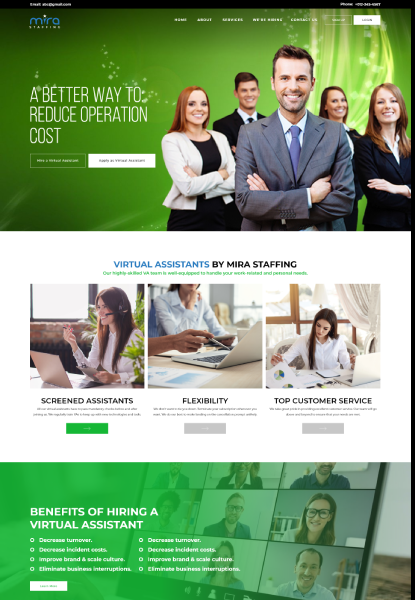 Email: abc@gmail.com
Phone: +012-345-4567
mira
STAFFING
HOME ABOUT SERVICES WE'RE HIRING CONTACT US
LOGIN
A BETTER WAY TO
REDUCE OPERATION
COST
Hire a Virtual Assistant
Apply as Virtual Assistant
VIRTUAL ASSISTANTS BY MIRA STAFFING
Our highly-skilled VA team is well-equipped to handle your work-related and personal needs.
SCREENED ASSISTANTS
FLEXIBILITY
TOP CUSTOMER SERVICE
BENEFITS OF HIRING A
VIRTUAL ASSISTANT
Decrease turnover. Decrease turnover.
Decrease incident costs. Decrease incident costs.
Improve brand & scale culture. Improve brand & scale culture.
Eliminate business interruptions. Eliminate business interruptions.
Learn More